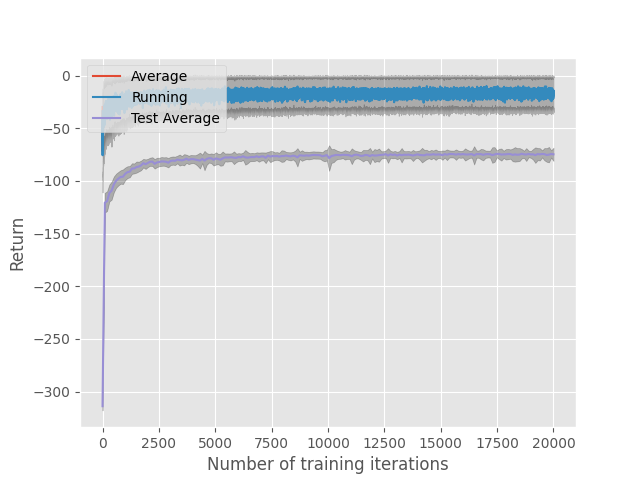 Average
Running
Test Average
0
−50
−100
−150
−200
−250
−300
Return
0 2500 5000 7500 10000 12500 15000 17500 20000
Number of training iterations